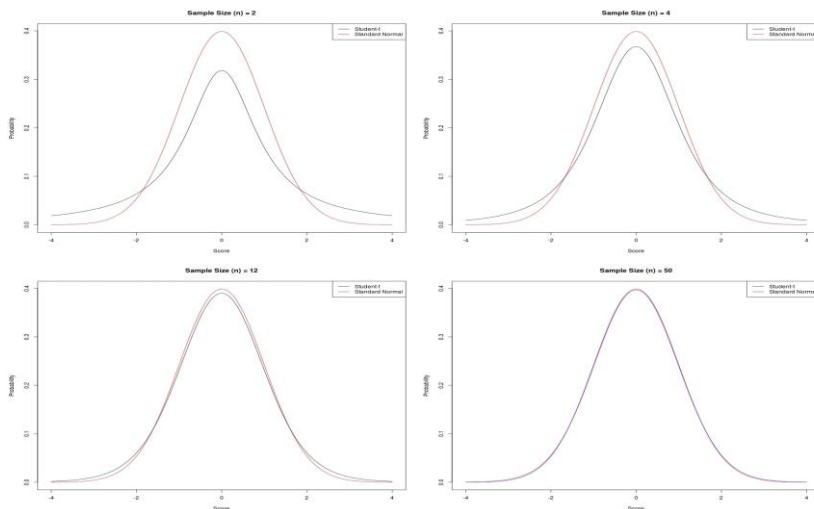 Sample Size (n) = 2
Student-t
Standard Normal
0.4
0.3
0.2
0.1
0.0
Probability
-4 -2 0 2 4
Score
Sample Size (n) = 4
Student-t
Standard Normal
0.4
0.3
0.2
0.1
0.0
Probability
-4 -2 0 2 4
Score
Sample Size (n) = 12
Student-t
Standard Normal
0.4
0.3
0.2
0.1
0.0
Probability
-4 -2 0 2 4
Score
Sample Size (n) = 50
Student-t
Standard Normal
0.4
0.3
0.2
0.1
0.0
Probability
-4 -2 0 2 4
Score